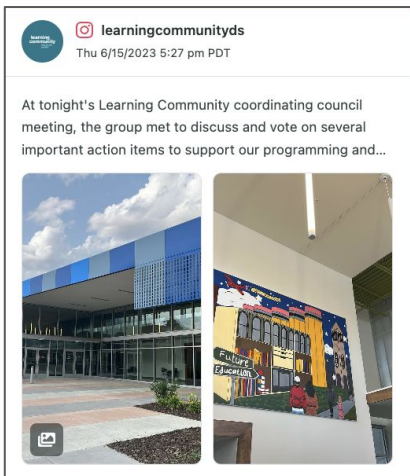 learning
community
learningcommunityds
Thu 6/15/2023 5:27 pm PDT
At tonight's Learning Community coordinating council
meeting, the group met to discuss and vote on several
important action items to support our programming and...
Future
Education